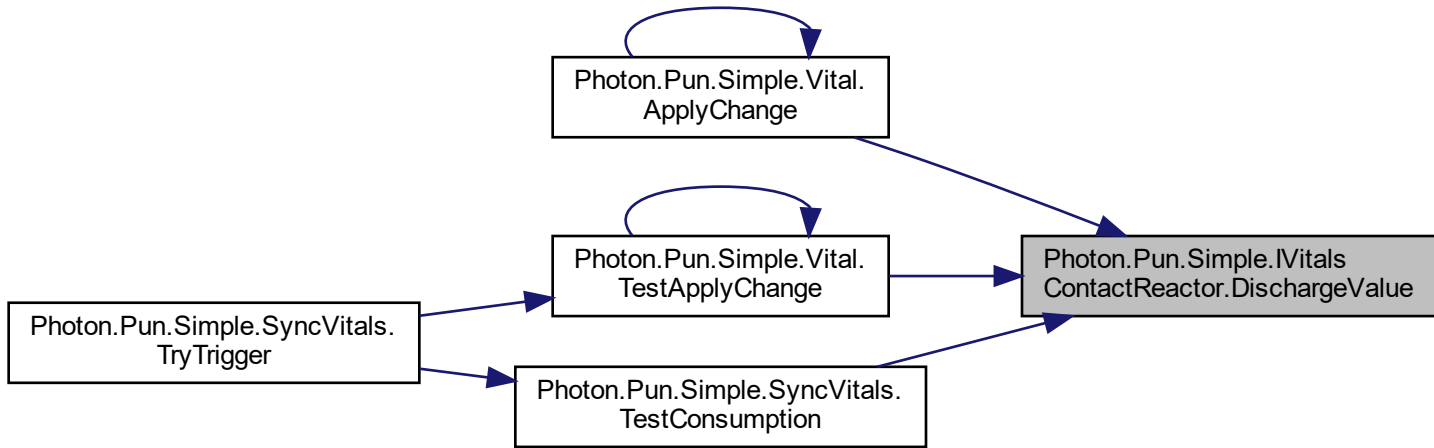 Photon.Pun.Simple.Vital.
ApplyChange
Photon.Pun.Simple.Vital.
TestApplyChange
Photon.Pun.Simple.IVitals
ContactReactor.DischargeValue
Photon.Pun.Simple.SyncVitals.
TryTrigger
Photon.Pun.Simple.SyncVitals.
TestConsumption